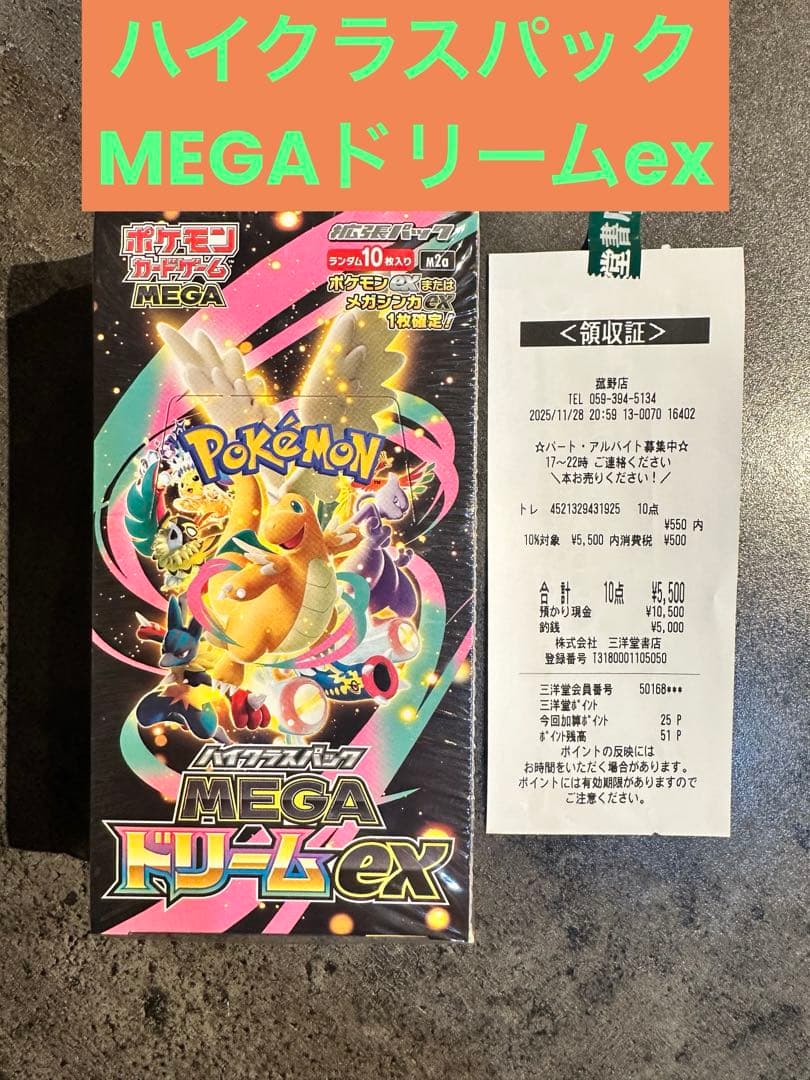 ハイクラスパック
MEGAドリームex
ポケモン
カードゲーム
MEGA
拡張パック
ランダム10枚入り
M2a
ポケモンexまたは
メガシンカex
1枚確定!
POKéMON
ハイクラスパック
MEGA
ドリームex
<領収証>
菰野店
TEL 059-394-5134
2025/11/28 20:59 13-0070 16402
☆パート・アルバイト募集中☆
17～22時 ご連絡ください
＼本お売りください！／
トレ 4521329431925 10点
¥550 内
10%対象 ¥5,500 内消費税 ¥500
合計 10点 ¥5,500
預かり現金 ¥10,500
釣銭 ¥5,000
株式会社 三洋堂書店
登録番号 T3180001105050
三洋堂会員番号 50168***
三洋堂ﾎﾟｲﾝﾄ
今回加算ﾎﾟｲﾝﾄ 25 P
ﾎﾟｲﾝﾄ残高 51 P
ポイントの反映には
お時間をいただく場合があります。
ポイントには有効期限がありますので
ご注意ください。